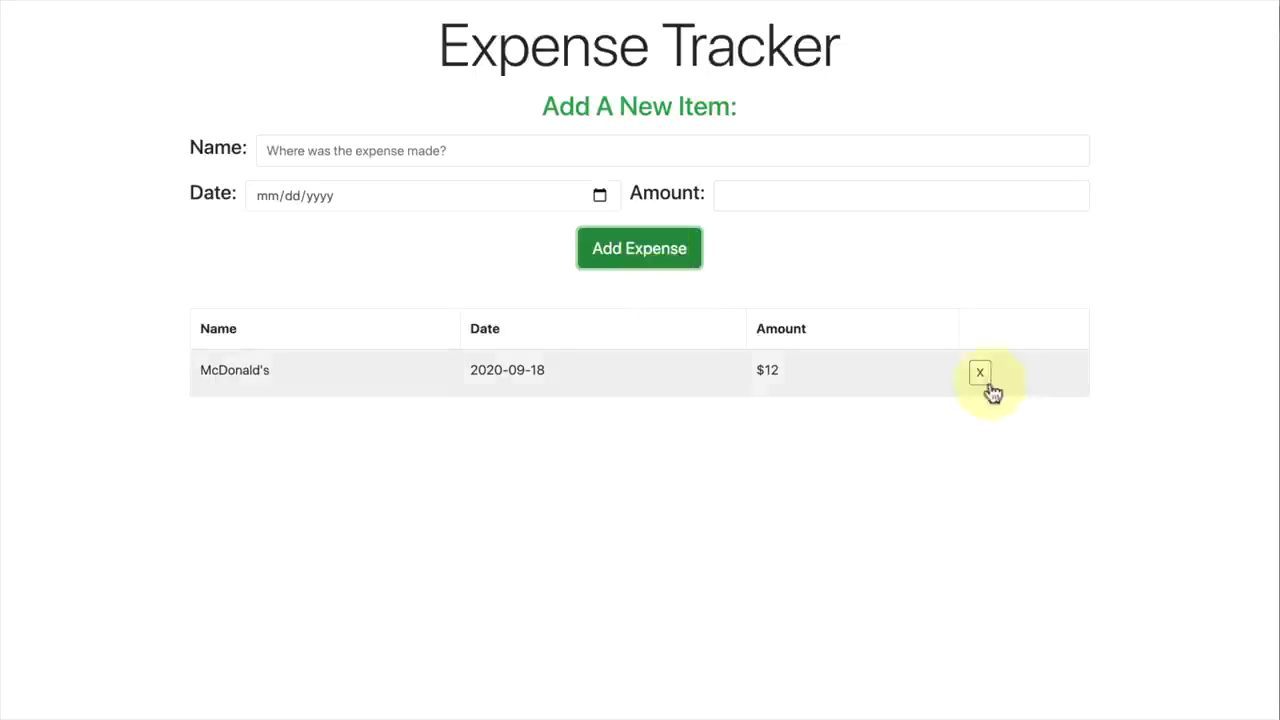 Expense Tracker
Add A New Item:
Name: Where was the expense made?
Date: mm/dd/yyyy Amount:
Add Expense
Name Date Amount
McDonald's 2020-09-18 $12 X